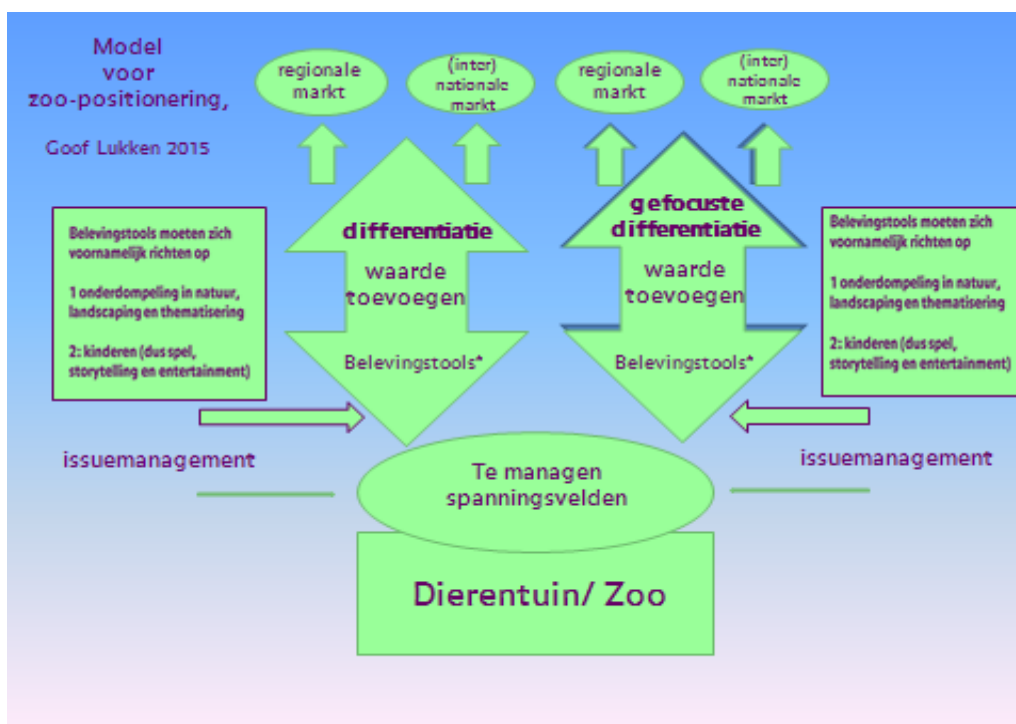 Model
voor
zoo-positionering,
Goof Lukken 2015
regionale
markt
(inter)
nationale
markt
regionale
markt
(inter)
nationale
markt
Belevingstools moeten zich
voornamelijk richten op
1 onderdompeling in natuur,
landscaping en thematisering
2: kinderen (dus spel,
storytelling en entertainment)
differentiatie
waarde
toevoegen
Belevingstools*
gefocuste
differentiatie
waarde
toevoegen
Belevingstools*
Belevingstools moeten zich
voornamelijk richten op
1 onderdompeling in natuur,
landscaping en thematisering
2: kinderen (dus spel,
storytelling en entertainment)
issuemanagement
issuemanagement
Te managen
spanningsvelden
Dierentuin/ Zoo